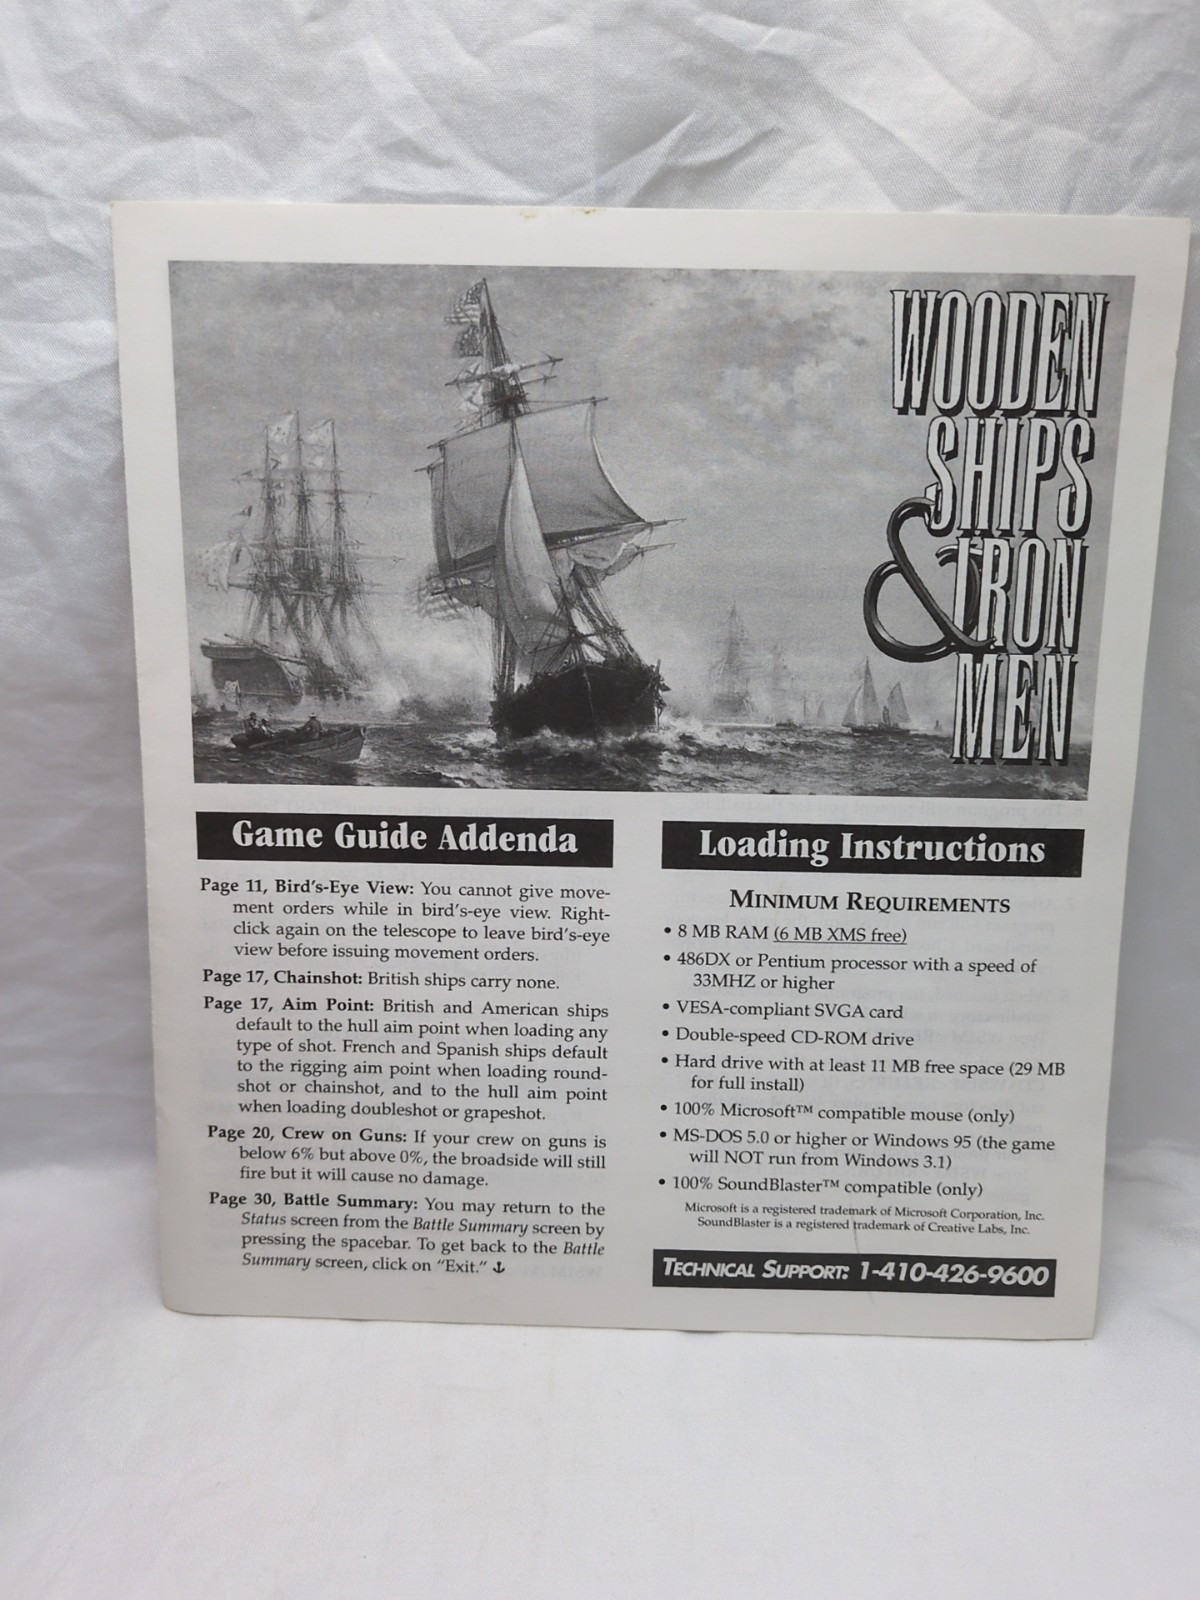 WOODEN
SHIPS
& IRON
MEN
Game Guide Addenda
Page 11, Bird's-Eye View: You cannot give move-
ment orders while in bird's-eye view. Right-
click again on the telescope to leave bird's-eye
view before issuing movement orders.
Page 17, Chainshot: British ships carry none.
Page 17, Aim Point: British and American ships
default to the hull aim point when loading any
type of shot. French and Spanish ships default
to the rigging aim point when loading round-
shot or chainshot, and to the hull aim point
when loading doubleshot or grapeshot.
Page 20, Crew on Guns: If your crew on guns is
below 6% but above 0%, the broadside will still
fire but it will cause no damage.
Page 30, Battle Summary: You may return to the
Status screen from the Battle Summary screen by
pressing the spacebar. To get back to the Battle
Summary screen, click on "Exit."
Loading Instructions
MINIMUM REQUIREMENTS
• 8 MB RAM (6 MB XMS free)
• 486DX or Pentium processor with a speed of
33MHZ or higher
• VESA-compliant SVGA card
• Double-speed CD-ROM drive
• Hard drive with at least 11 MB free space (29 MB
for full install)
• 100% Microsoft™ compatible mouse (only)
• MS-DOS 5.0 or higher or Windows 95 (the game
will NOT run from Windows 3.1)
• 100% SoundBlaster™ compatible (only)
Microsoft is a registered trademark of Microsoft Corporation, Inc.
SoundBlaster is a registered trademark of Creative Labs, Inc.
TECHNICAL SUPPORT: 1-410-426-9600